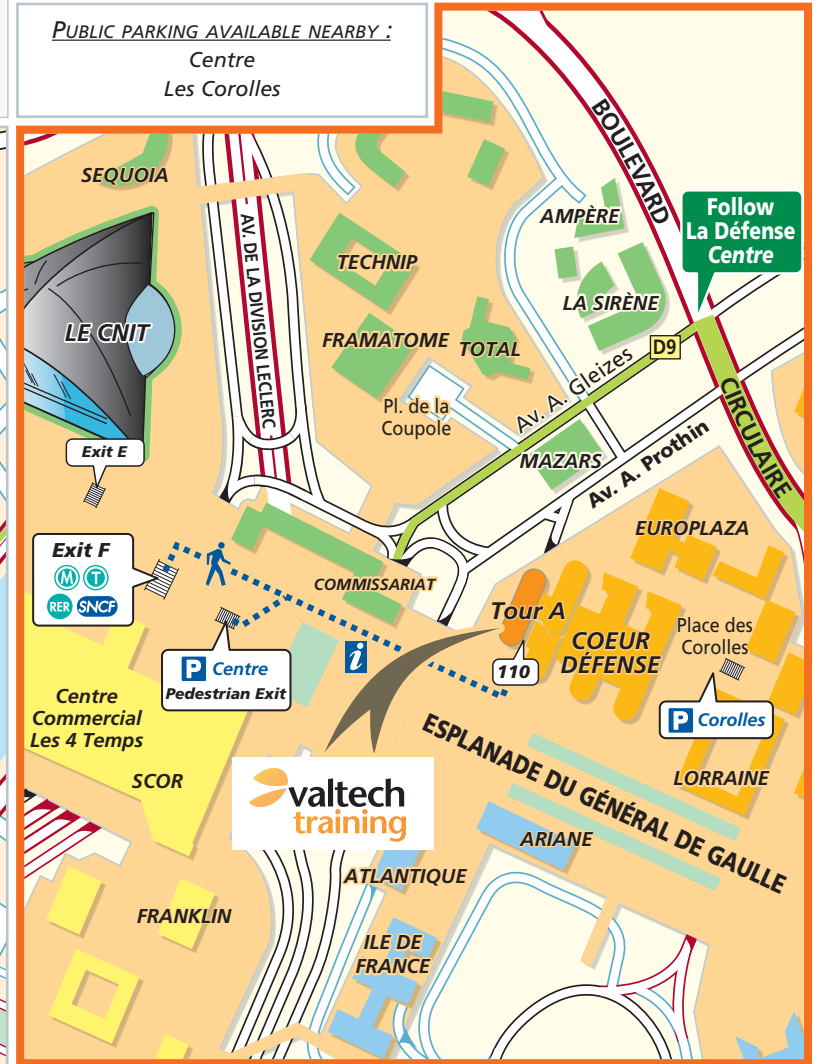 PUBLIC PARKING AVAILABLE NEARBY :
Centre
Les Corolles
BOULEVARD
SEQUOIA
AMPÈRE
Follow
La Défense
Centre
AV. DE LA DIVISION LECLERC
TECHNIP
LA SIRÈNE
LE CNIT
FRAMATOME
TOTAL
D9
Av. A. Gleizes
Pl. de la
Coupole
CIRCULAIRE
Exit E
MAZARS
Av. A. Prothin
EUROPLAZA
Exit F
M T
RER SNCF
COMMISSARIAT
Tour A
Place des
Corolles
COEUR
DÉFENSE
i
110
P Centre
Pedestrian Exit
Centre
Commercial
Les 4 Temps
P Corolles
ESPLANADE DU GÉNÉRAL DE GAULLE
SCOR
LORRAINE
valtech
training
ARIANE
ATLANTIQUE
FRANKLIN
ILE DE
FRANCE